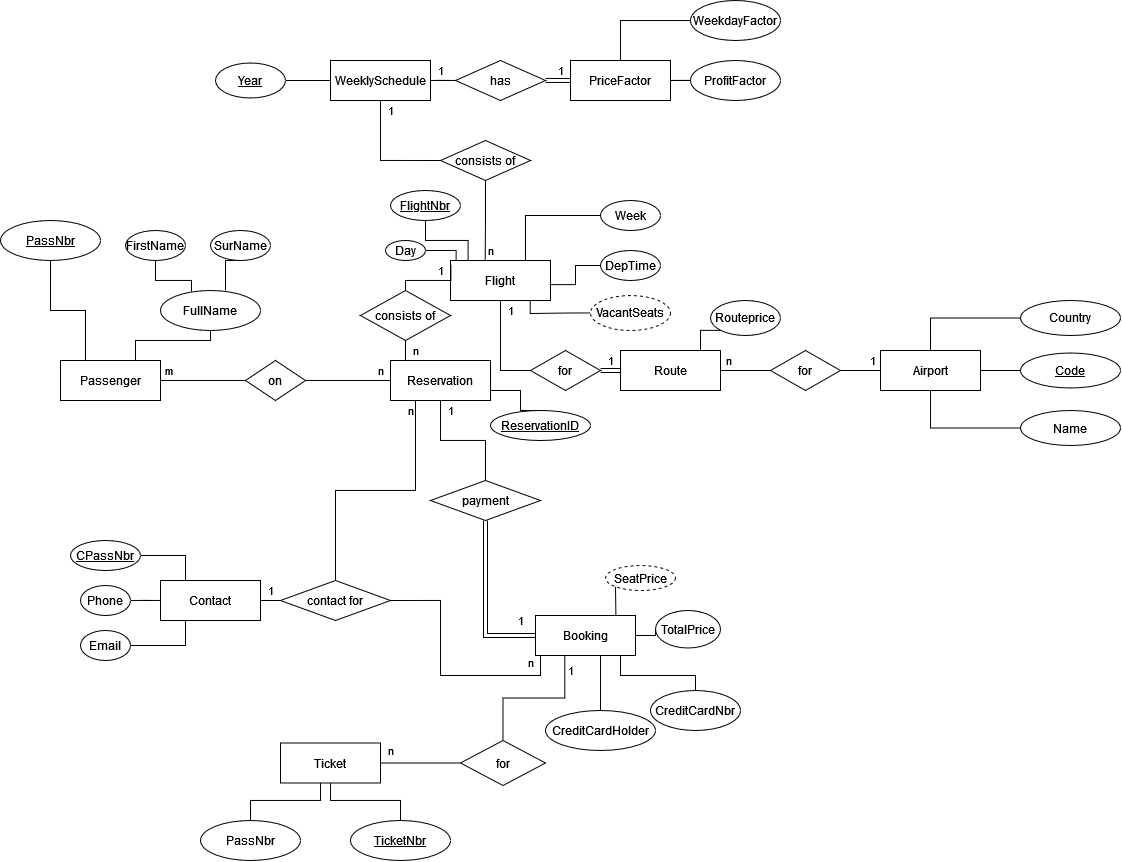 WeekdayFactor
Year
WeeklySchedule
1
has
1
PriceFactor
ProfitFactor
1
consists of
FlightNbr
Week
PassNbr
FirstName
SurName
Day
n
1
Flight
DepTime
FullName
consists of
1
VacantSeats
Routeprice
Country
n
Passenger
m
on
n
Reservation
for
1
Route
n
for
1
Airport
Code
n
1
ReservationID
Name
payment
CPassNbr
SeatPrice
Phone
Contact
1
contact for
1
Booking
TotalPrice
Email
n
1
CreditCardNbr
CreditCardHolder
Ticket
n
for
PassNbr
TicketNbr